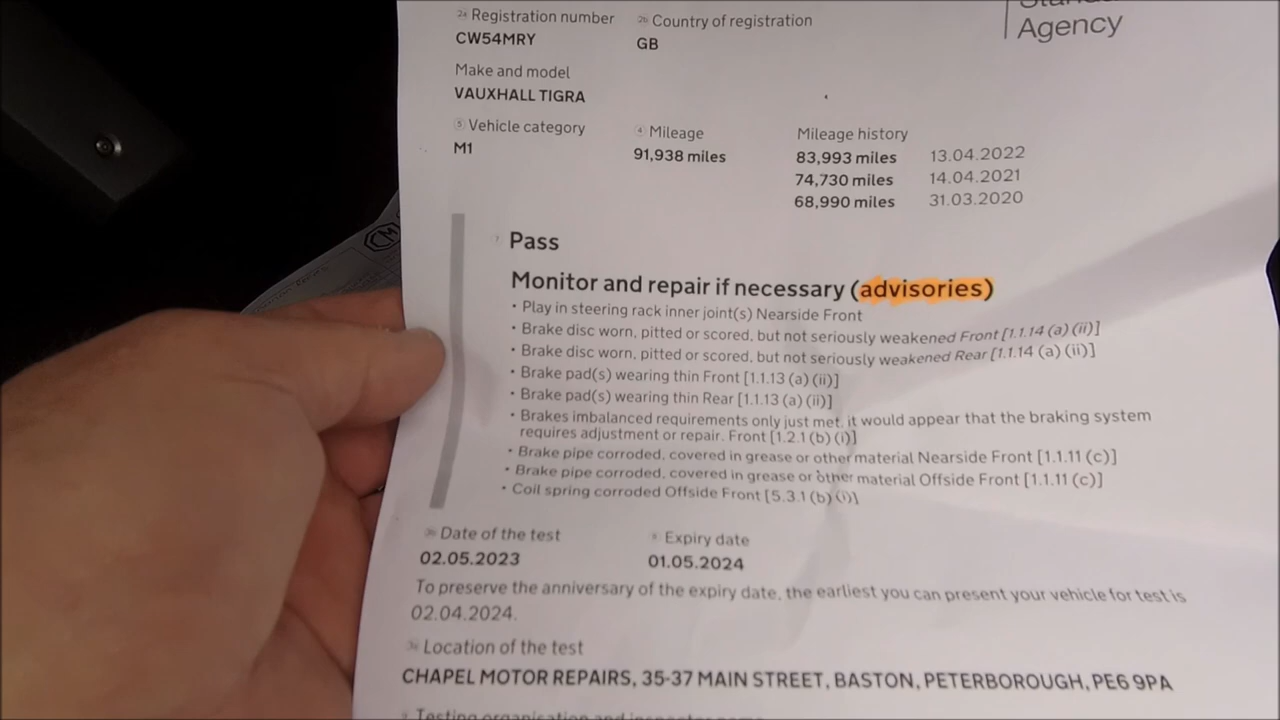 Agency
Registration number
Country of registration
CW54MRY
GB
Make and model
VAUXHALL TIGRA
5 Vehicle category
4 Mileage
Mileage history
M1
91,938 miles
83,993 miles 13.04.2022
74,730 miles 14.04.2021
68,990 miles 31.03.2020
7 Pass
Monitor and repair if necessary (advisories)
• Play in steering rack inner joint(s) Nearside Front
• Brake disc worn, pitted or scored, but not seriously weakened Front [1.1.14 (a) (ii)]
• Brake disc worn, pitted or scored, but not seriously weakened Rear [1.1.14 (a) (ii)]
• Brake pad(s) wearing thin Front [1.1.13 (a) (ii)]
• Brake pad(s) wearing thin Rear [1.1.13 (a) (ii)]
• Brakes imbalanced requirements only just met. it would appear that the braking system
requires adjustment or repair. Front [1.2.1 (b) (i)]
• Brake pipe corroded, covered in grease or other material Nearside Front [1.1.11 (c)]
• Brake pipe corroded, covered in grease or other material Offside Front [1.1.11 (c)]
• Coil spring corroded Offside Front [5.3.1 (b) (i)]
Date of the test
Expiry date
02.05.2023
01.05.2024
To preserve the anniversary of the expiry date, the earliest you can present your vehicle for test is
02.04.2024.
Location of the test
CHAPEL MOTOR REPAIRS, 35-37 MAIN STREET, BASTON, PETERBOROUGH, PE6 9PA
Testing organisation and inspector name
CM